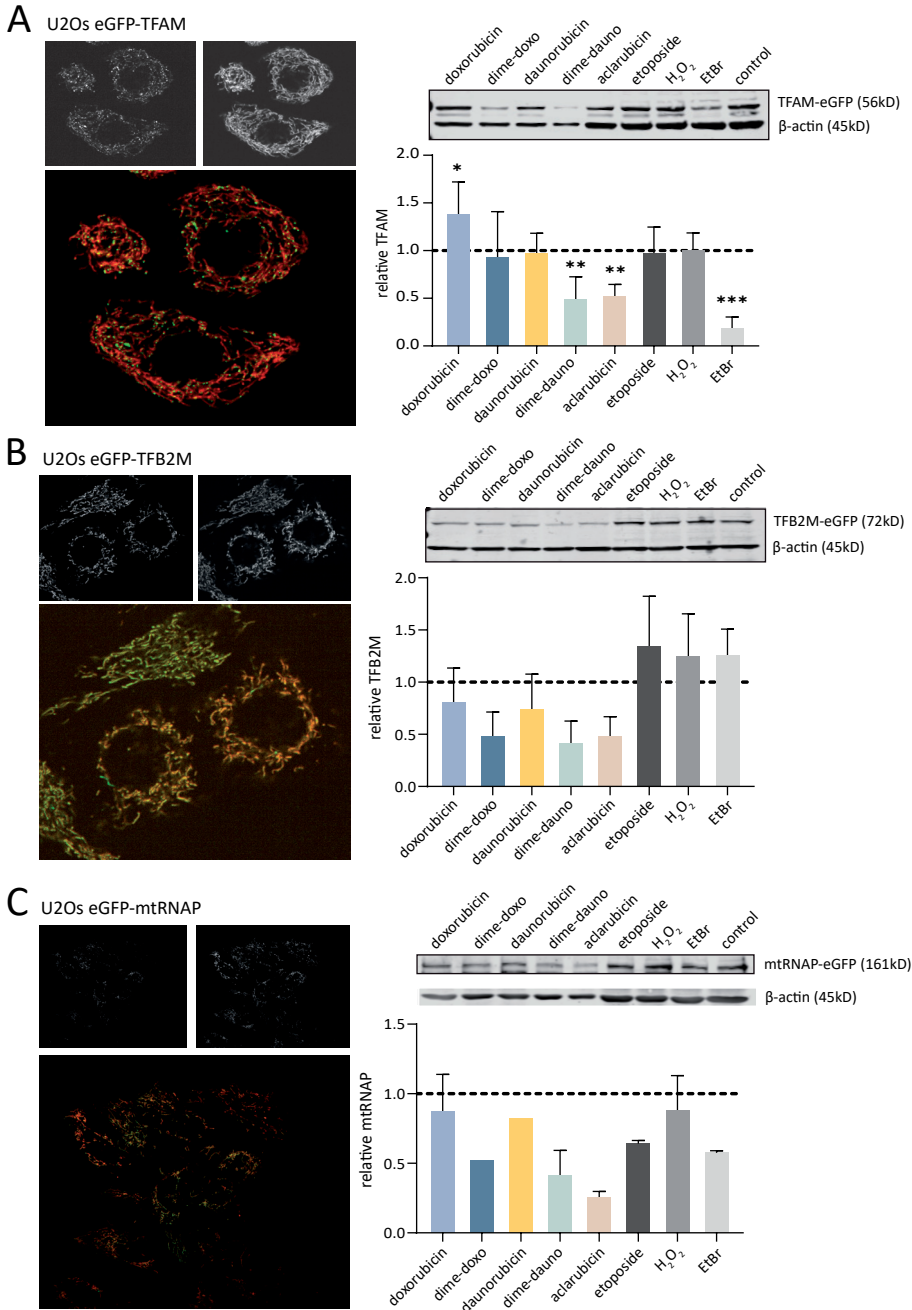 A
U2Os eGFP-TFAM
doxorubicin
dime-doxo
daunorubicin
dime-dauno
aclarubicin
etoposide
H₂O₂
EtBr
control
TFAM-eGFP (56kD)
β-actin (45kD)
relative TFAM
2.0
1.5
1.0
0.5
0.0
*
**
**
***
doxorubicin
dime-doxo
daunorubicin
dime-dauno
aclarubicin
etoposide
H₂O₂
EtBr
B
U2Os eGFP-TFB2M
doxorubicin
dime-doxo
daunorubicin
dime-dauno
aclarubicin
etoposide
H₂O₂
EtBr
control
TFB2M-eGFP (72kD)
β-actin (45kD)
relative TFB2M
2.0
1.5
1.0
0.5
0.0
doxorubicin
dime-doxo
daunorubicin
dime-dauno
aclarubicin
etoposide
H₂O₂
EtBr
C
U2Os eGFP-mtRNAP
doxorubicin
dime-doxo
daunorubicin
dime-dauno
aclarubicin
etoposide
H₂O₂
EtBr
control
mtRNAP-eGFP (161kD)
β-actin (45kD)
relative mtRNAP
1.5
1.0
0.5
0.0
doxorubicin
dime-doxo
daunorubicin
dime-dauno
aclarubicin
etoposide
H₂O₂
EtBr